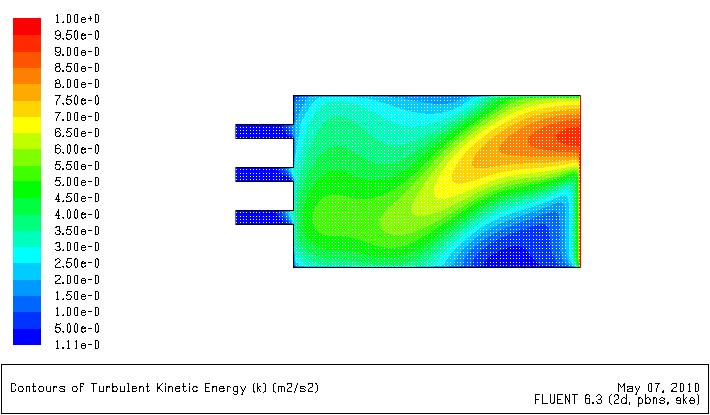 1.00e+0
9.50e-0
9.00e-0
8.50e-0
8.00e-0
7.50e-0
7.00e-0
6.50e-0
6.00e-0
5.50e-0
5.00e-0
4.50e-0
4.00e-0
3.50e-0
3.00e-0
2.50e-0
2.00e-0
1.50e-0
1.00e-0
5.00e-0
1.11e-0
Contours of Turbulent Kinetic Energy (k) (m2/s2)
May 07, 2010
FLUENT 6.3 (2d, pbns, ske)